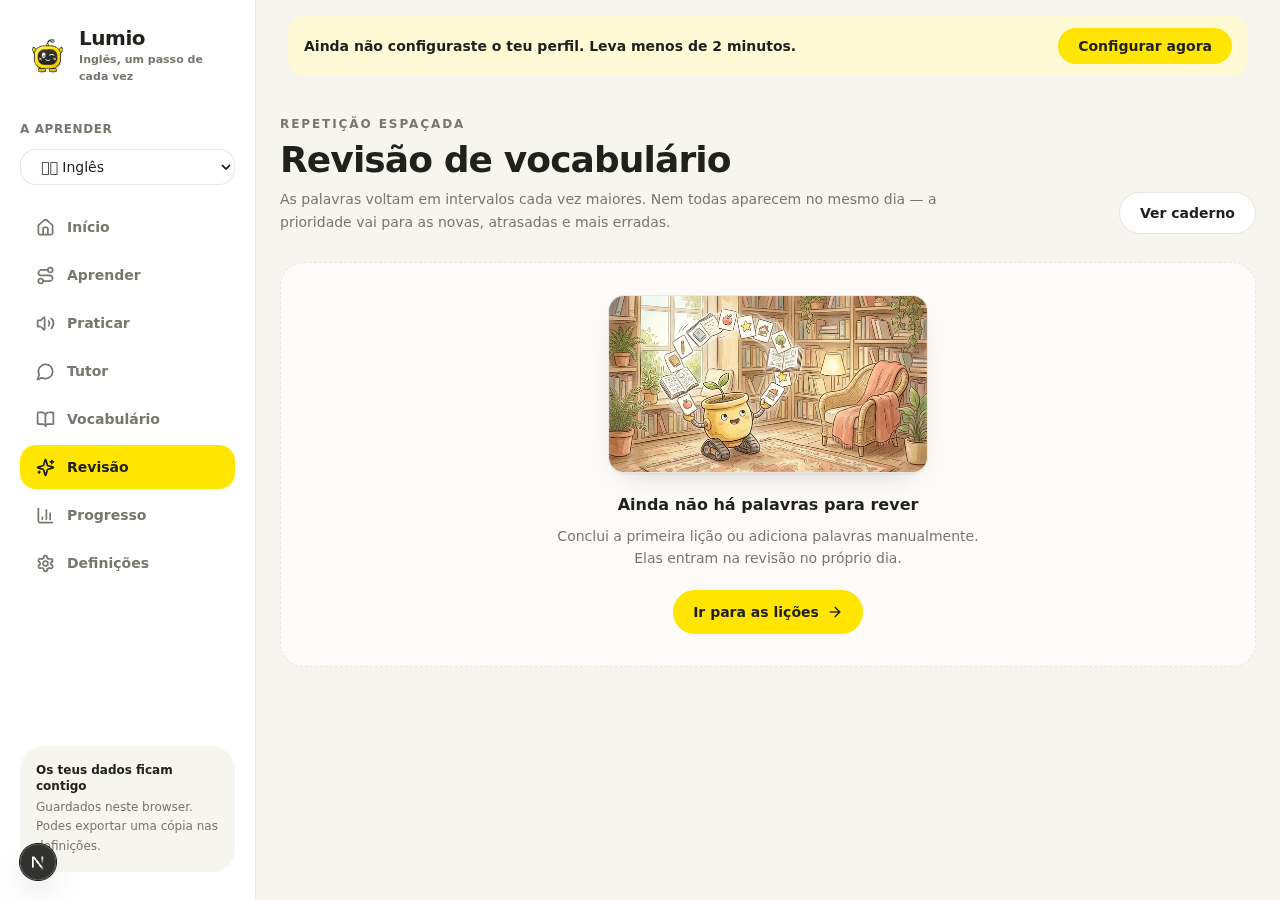 Lumio
Inglês, um passo de
cada vez
A APRENDER
Inglês
Início
Aprender
Praticar
Tutor
Vocabulário
Revisão
Progresso
Definições
Os teus dados ficam
contigo
Guardados neste browser.
Podes exportar uma cópia nas
definições.
N
Ainda não configuraste o teu perfil. Leva menos de 2 minutos.
Configurar agora
REPETIÇÃO ESPAÇADA
Revisão de vocabulário
As palavras voltam em intervalos cada vez maiores. Nem todas aparecem no mesmo dia — a
prioridade vai para as novas, atrasadas e mais erradas.
Ver caderno
Ainda não há palavras para rever
Conclui a primeira lição ou adiciona palavras manualmente.
Elas entram na revisão no próprio dia.
Ir para as lições